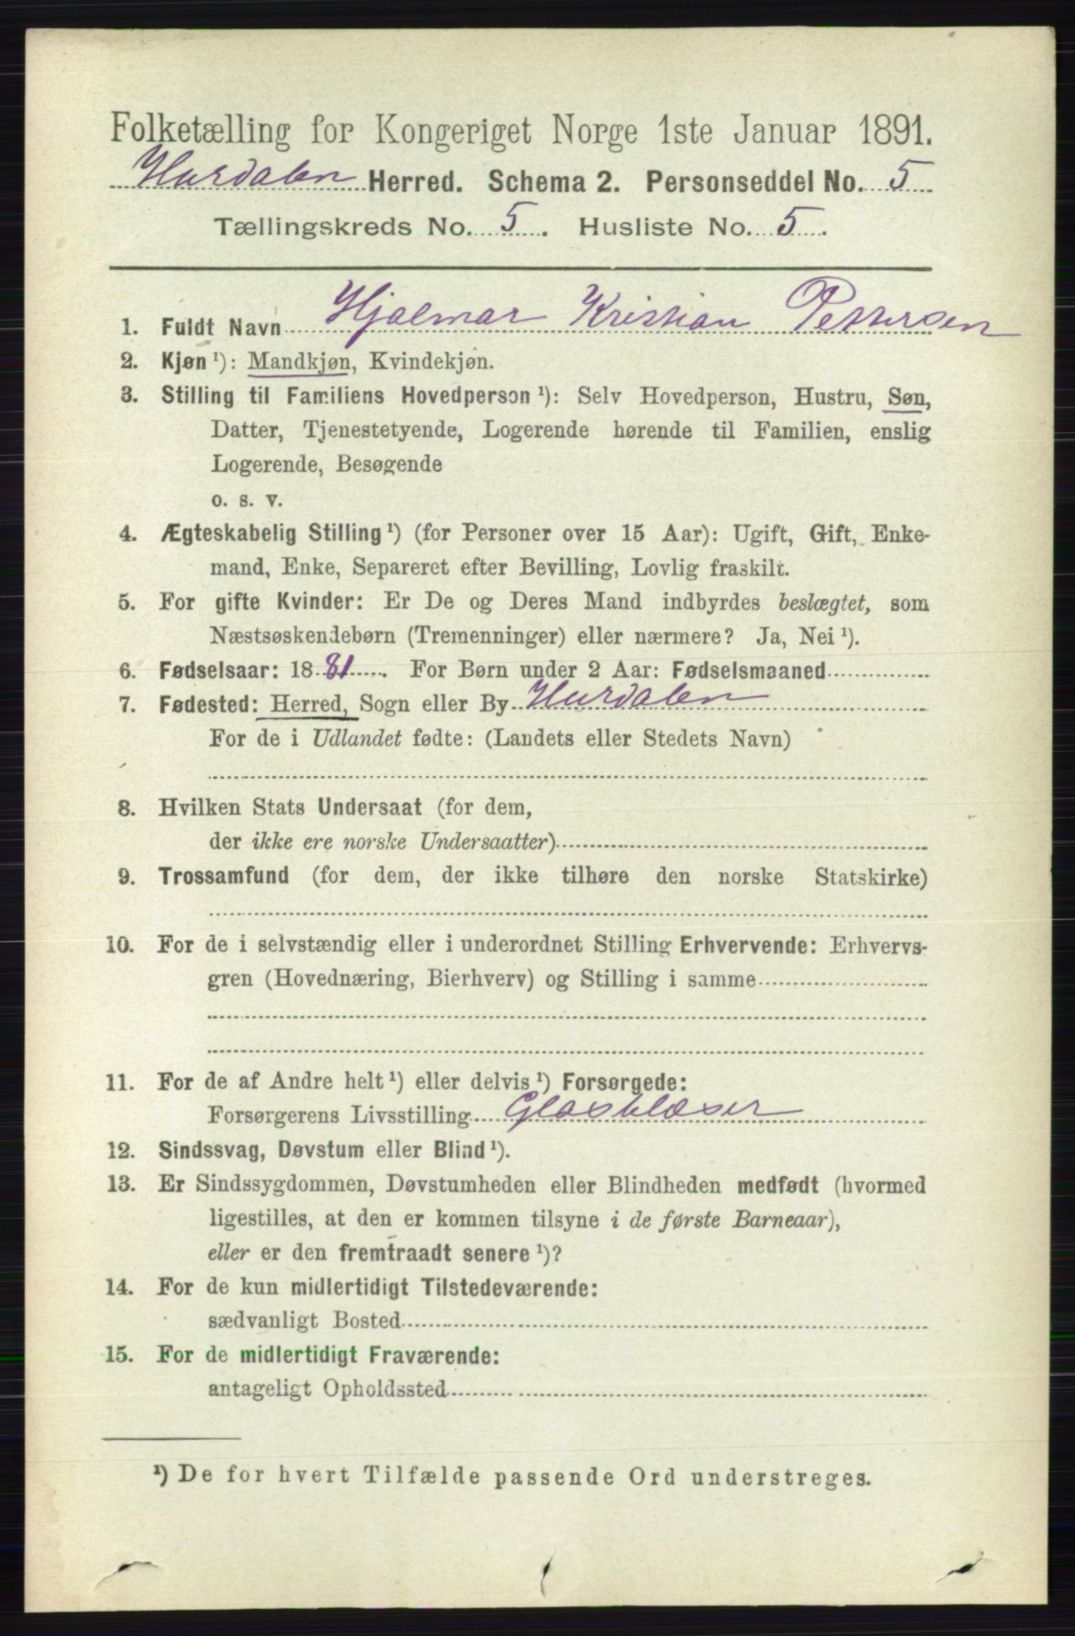 Folketælling for Kongeriget Norge 1ste Januar 1891.
Hurdalen Herred. Schema 2. Personseddel No. 5
Tællingskreds No. 5. Husliste No. 5.
1. Fuldt Navn Hjalmar Kristian Pettersen
2. Kjøn ¹): Mandkjøn, Kvindekjøn.
3. Stilling til Familiens Hovedperson ¹): Selv Hovedperson, Hustru, Søn,
Datter, Tjenestetyende, Logerende hørende til Familien, enslig
Logerende, Besøgende
o. s. v.
4. Ægteskabelig Stilling ¹) (for Personer over 15 Aar): Ugift, Gift, Enke-
mand, Enke, Separeret efter Bevilling, Lovlig fraskilt.
5. For gifte Kvinder: Er De og Deres Mand indbyrdes beslægtet, som
Næstsøskendebørn (Tremenninger) eller nærmere? Ja, Nei ¹).
6. Fødselsaar: 1881. For Børn under 2 Aar: Fødselsmaaned
7. Fødested: Herred, Sogn eller By Hurdalen
For de i Udlandet fødte: (Landets eller Stedets Navn)
8. Hvilken Stats Undersaat (for dem,
der ikke ere norske Undersaatter)
9. Trossamfund (for dem, der ikke tilhøre den norske Statskirke)
10. For de i selvstændig eller i underordnet Stilling Erhvervende: Erhvervs-
gren (Hovednæring, Bierhverv) og Stilling i samme
11. For de af Andre helt ¹) eller delvis ¹) Forsørgede:
Forsørgerens Livsstilling Glasblæser
12. Sindssvag, Døvstum eller Blind ¹).
13. Er Sindssygdommen, Døvstumheden eller Blindheden medfødt (hvormed
ligestilles, at den er kommen tilsyne i de første Barneaar),
eller er den fremtraadt senere ¹)?
14. For de kun midlertidigt Tilstedeværende:
sædvanligt Bosted
15. For de midlertidigt Fraværende:
antageligt Opholdssted
¹) De for hvert Tilfælde passende Ord understreges.